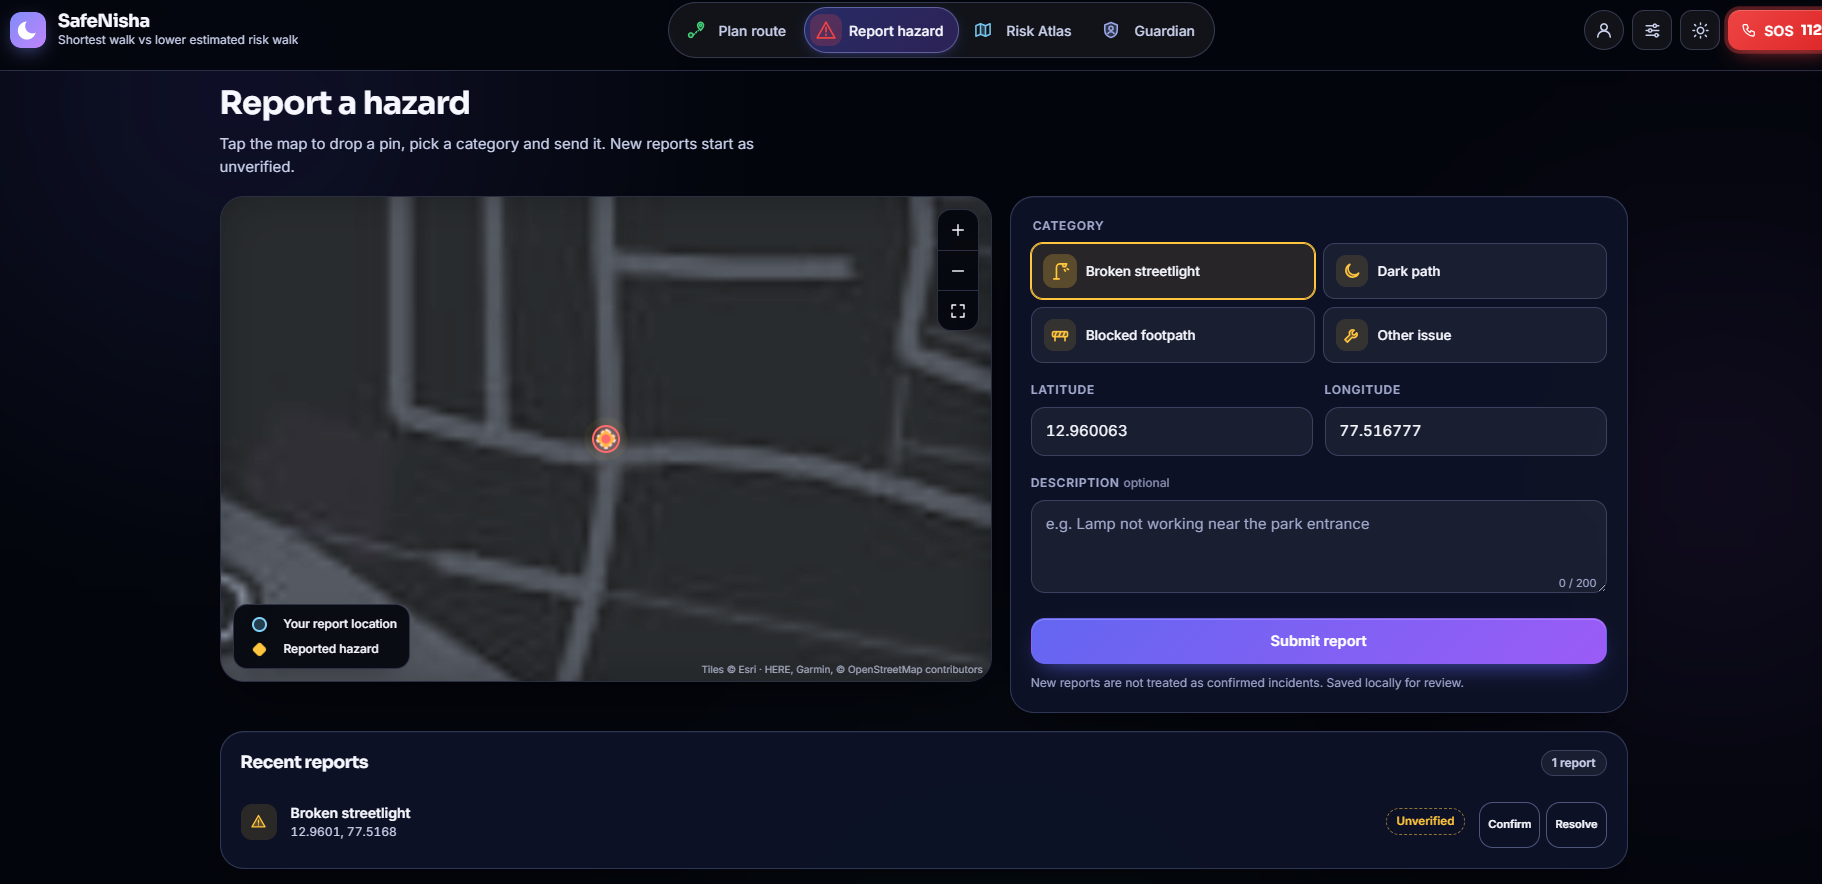 SafeNisha
Shortest walk vs lower estimated risk walk
Plan route
Report hazard
Risk Atlas
Guardian
SOS 112
Report a hazard
Tap the map to drop a pin, pick a category and send it. New reports start as
unverified.
Your report location
Reported hazard
Tiles © Esri · HERE, Garmin, © OpenStreetMap contributors
CATEGORY
Broken streetlight
Dark path
Blocked footpath
Other issue
LATITUDE
LONGITUDE
12.960063
77.516777
DESCRIPTION optional
e.g. Lamp not working near the park entrance
0 / 200
Submit report
New reports are not treated as confirmed incidents. Saved locally for review.
Recent reports
1 report
Broken streetlight
12.9601, 77.5168
Unverified
Confirm
Resolve